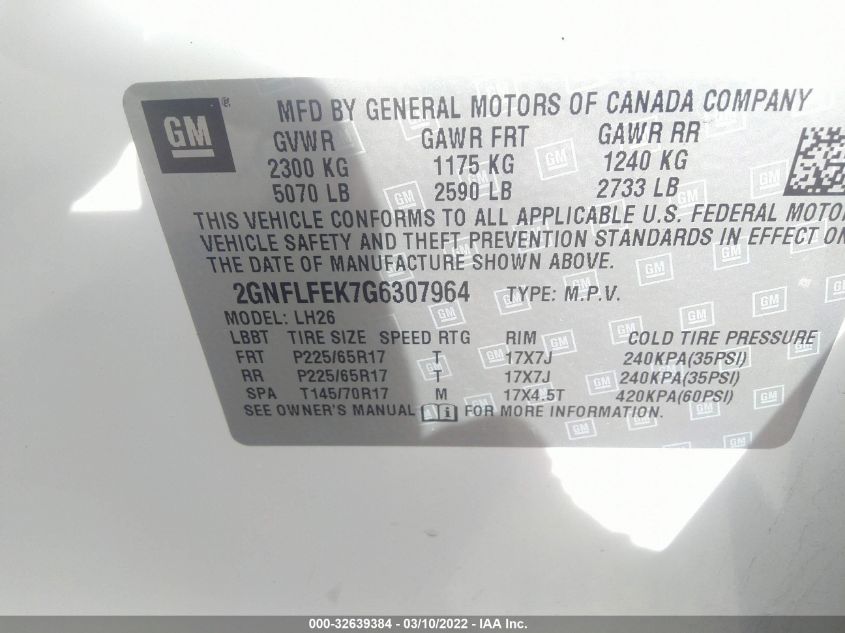 GM ® MFD BY GENERAL MOTORS OF CANADA COMPANY
GVWR GAWR FRT GAWR RR
2300 KG 1175 KG 1240 KG
5070 LB 2590 LB 2733 LB
THIS VEHICLE CONFORMS TO ALL APPLICABLE U.S. FEDERAL MOTO
VEHICLE SAFETY AND THEFT PREVENTION STANDARDS IN EFFECT ON
THE DATE OF MANUFACTURE SHOWN ABOVE.
2GNFLFEK7G6307964 TYPE: M.P.V.
MODEL: LH26
LBBT TIRE SIZE SPEED RTG RIM COLD TIRE PRESSURE
FRT P225/65R17 T 17X7J 240KPA(35PSI)
RR P225/65R17 T 17X7J 240KPA(35PSI)
SPA T145/70R17 M 17X4.5T 420KPA(60PSI)
SEE OWNER'S MANUAL i FOR MORE INFORMATION.
000-32639384 - 03/10/2022 - IAA Inc.